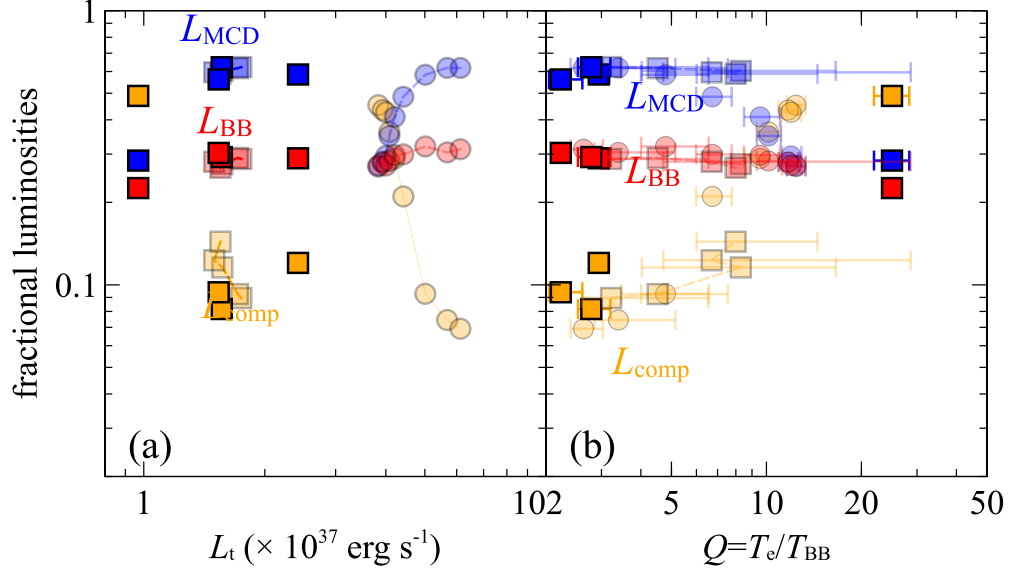 1
L_MCD
L_BB
0.1
L_comp
fractional luminosities
(a)
1
10
L_t (× 10^37 erg s^-1)
L_MCD
L_BB
L_comp
(b)
2
5
10
20
50
Q=T_e/T_BB